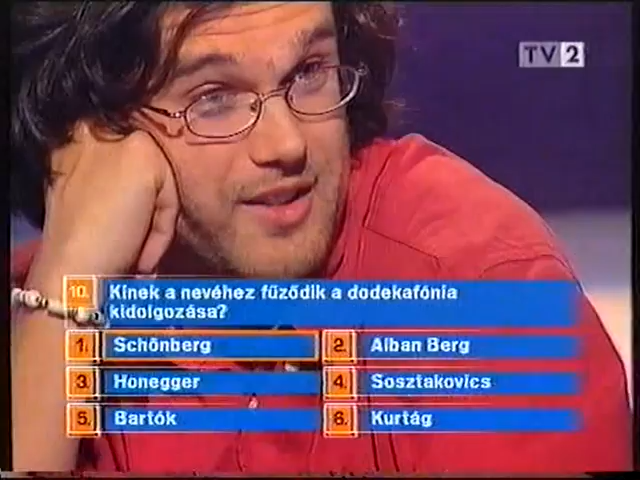 TV2
10. Kinek a nevéhez fűződik a dodekafónia
kidolgozása?
1. Schönberg
2. Alban Berg
3. Honegger
4. Sosztakovics
5. Bartók
6. Kurtág